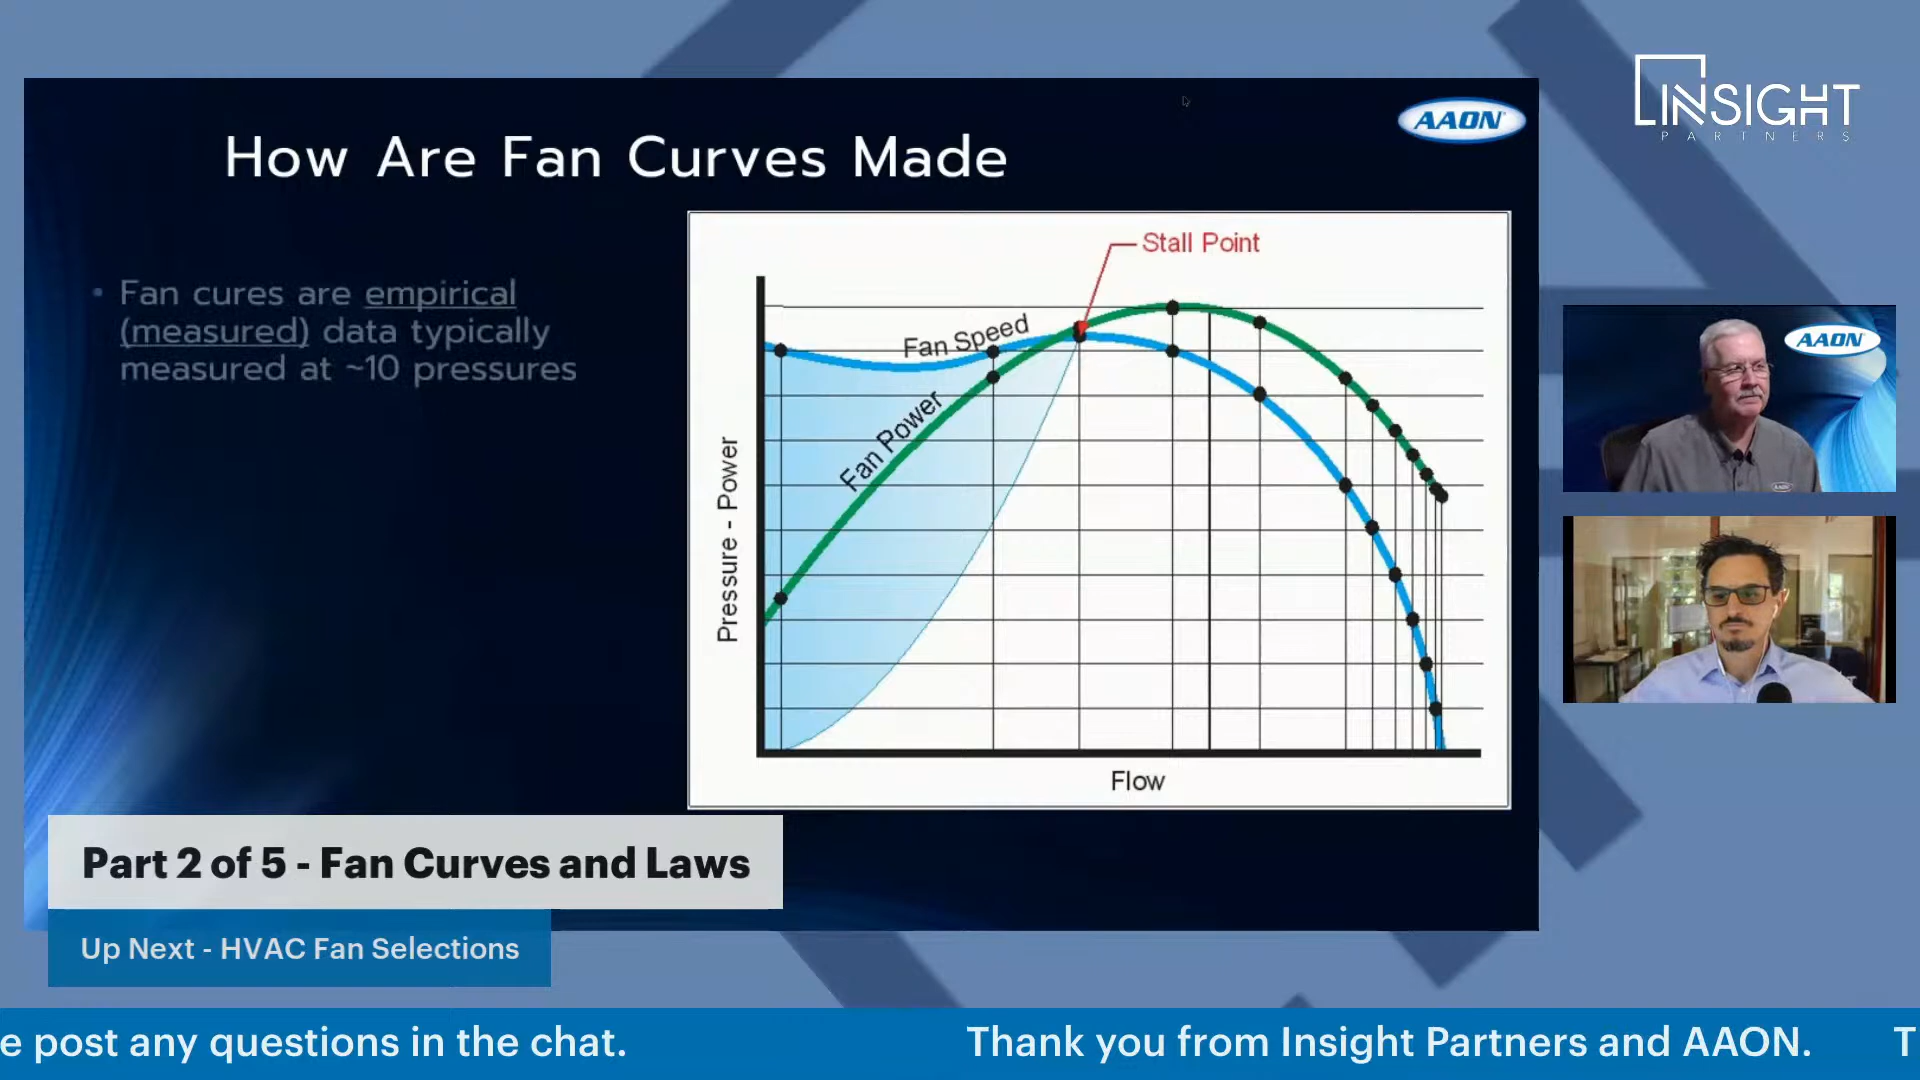 INSIGHT
PARTNERS
AAON
How Are Fan Curves Made
• Fan cures are empirical
(measured) data typically
measured at ~10 pressures
Stall Point
Fan Speed
Fan Power
Pressure - Power
Flow
AAON
Part 2 of 5 - Fan Curves and Laws
Up Next - HVAC Fan Selections
e post any questions in the chat. Thank you from Insight Partners and AAON. T